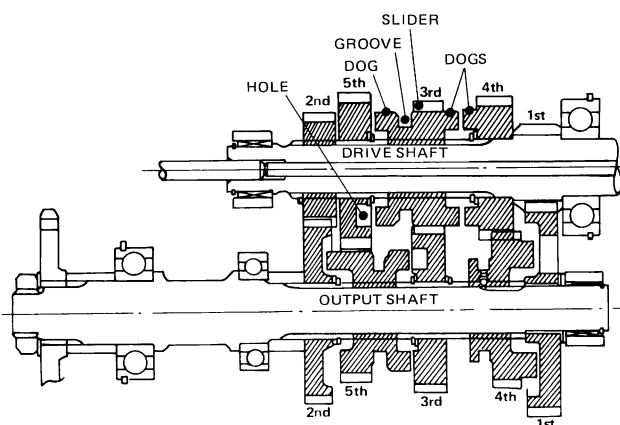 SLIDER
GROOVE
DOG
DOGS
HOLE
2nd
5th
3rd
4th
1st
DRIVE SHAFT
OUTPUT SHAFT
2nd
5th
3rd
4th
1st